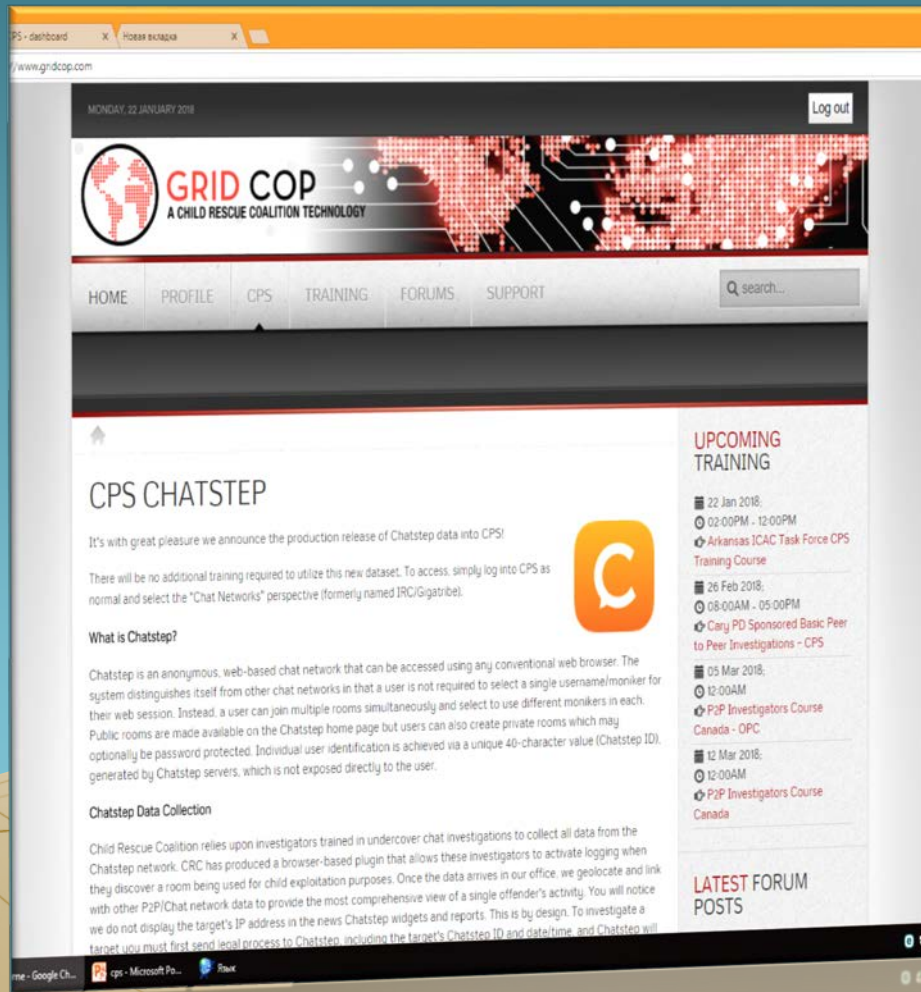 PS - dashboard
Новая вкладка
//www.gridcop.com
MONDAY, 22 JANUARY 2018
Log out
GRID COP
A CHILD RESCUE COALITION TECHNOLOGY
HOME PROFILE CPS TRAINING FORUMS SUPPORT
search...
CPS CHATSTEP
It's with great pleasure we announce the production release of Chatstep data into CPS!
There will be no additional training required to utilize this new dataset. To access, simply log into CPS as
normal and select the "Chat Networks" perspective (formerly named IRC/Gigatribe).
What is Chatstep?
Chatstep is an anonymous, web-based chat network that can be accessed using any conventional web browser. The
system distinguishes itself from other chat networks in that a user is not required to select a single username/moniker for
their web session. Instead, a user can join multiple rooms simultaneously and select to use different monikers in each.
Public rooms are made available on the Chatstep home page but users can also create private rooms which may
optionally be password protected. Individual user identification is achieved via a unique 40-character value (Chatstep ID),
generated by Chatstep servers, which is not exposed directly to the user.
Chatstep Data Collection
Child Rescue Coalition relies upon investigators trained in undercover chat investigations to collect all data from the
Chatstep network. CRC has produced a browser-based plugin that allows these investigators to activate logging when
they discover a room being used for child exploitation purposes. Once the data arrives in our office, we geolocate and link
with other P2P/Chat network data to provide the most comprehensive view of a single offender's activity. You will notice
we do not display the target's IP address in the news Chatstep widgets and reports. This is by design. To investigate a
target you must first send legal process to Chatstep, including the target's Chatstep ID and date/time, and Chatstep will
C
UPCOMING
TRAINING
22 Jan 2018;
02:00PM - 12:00PM
Arkansas ICAC Task Force CPS
Training Course
26 Feb 2018;
08:00AM - 05:00PM
Cary PD Sponsored Basic Peer
to Peer Investigations - CPS
05 Mar 2018;
12:00AM
P2P Investigators Course
Canada - OPC
12 Mar 2018;
12:00AM
P2P Investigators Course
Canada
LATEST FORUM
POSTS
me - Google Ch...
cps - Microsoft Po...
Язык